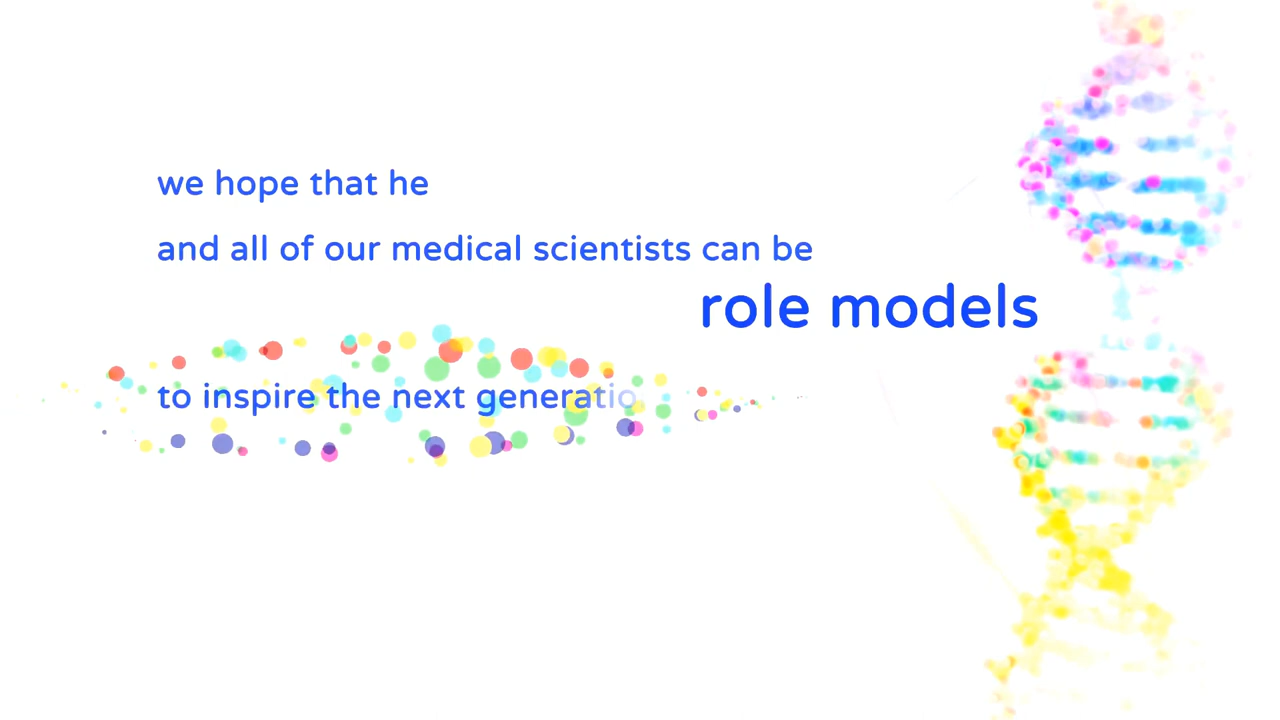 we hope that he
and all of our medical scientists can be
role models
to inspire the next generatio